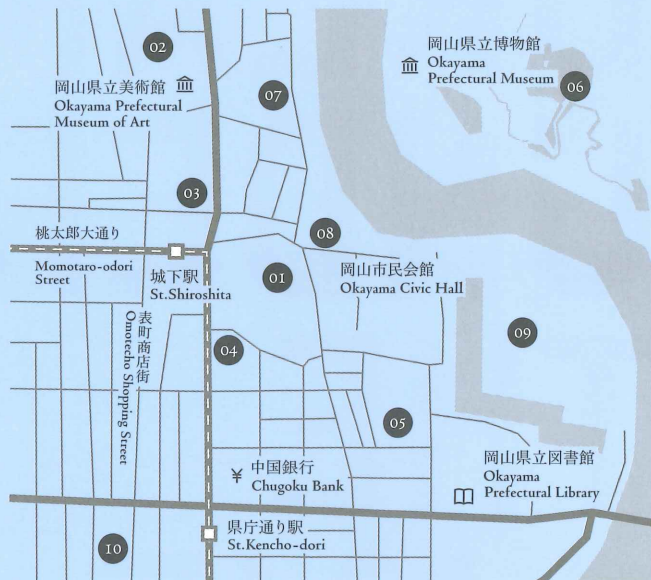 02
岡山県立美術館
Okayama Prefectural
Museum of Art
07
岡山県立博物館
Okayama
Prefectural Museum
06
03
桃太郎大通り
Momotaro-odori
Street
城下駅
St.Shiroshita
08
01
岡山市民会館
Okayama Civic Hall
表町商店街
Omotecho Shopping Street
04
09
05
¥
中国銀行
Chugoku Bank
岡山県立図書館
Okayama
Prefectural Library
県庁通り駅
St.Kencho-dori
10